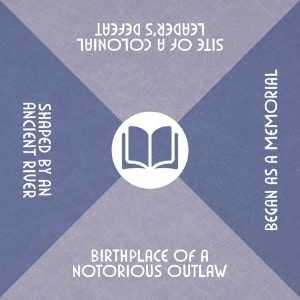 SITE OF A COLONIAL
LEADER'S DEFEAT
SHAPED BY AN
ANCIENT RIVER
BEGAN AS A MEMORIAL
BIRTHPLACE OF A
NOTORIOUS OUTLAW